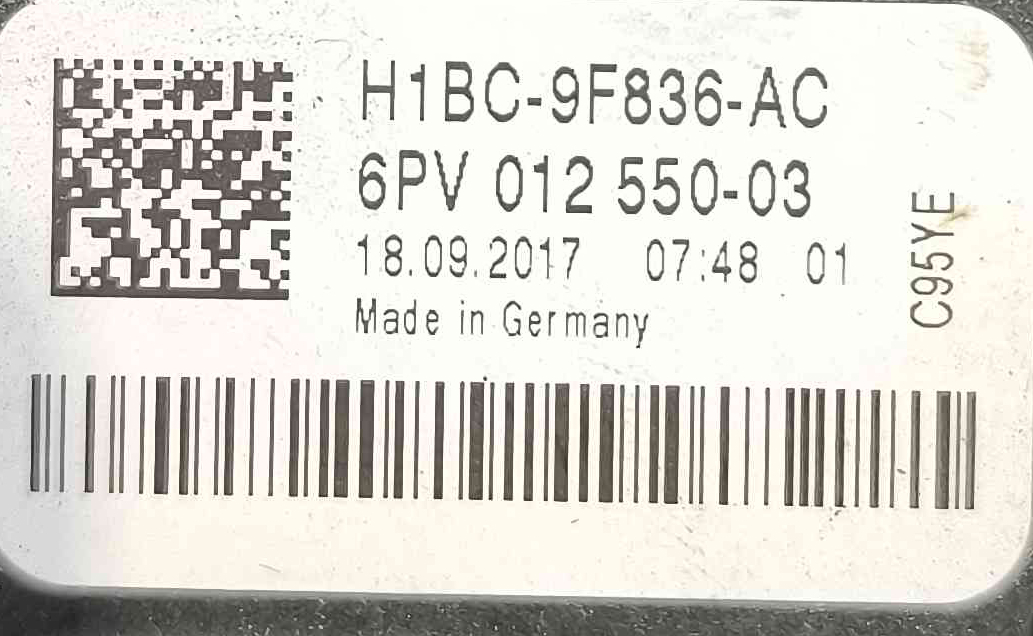 H1BC-9F836-AC
6PV 012 550-03
18.09.2017 07:48 01
Made in Germany
C95YE